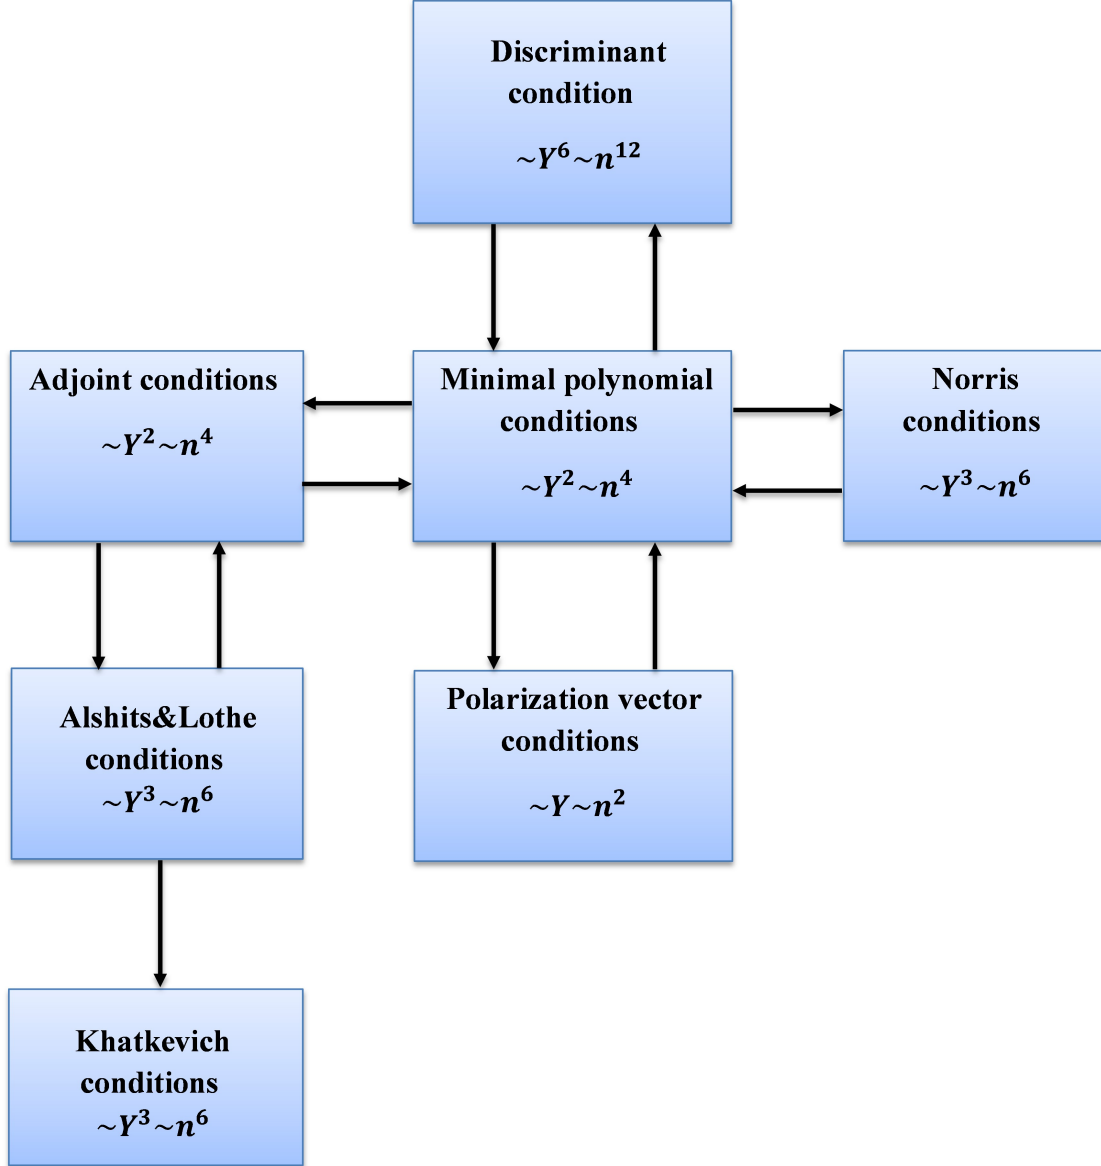 Discriminant
condition
~Y⁶~n¹²
Adjoint conditions
~Y²~n⁴
Minimal polynomial
conditions
~Y²~n⁴
Norris
conditions
~Y³~n⁶
Alshits&Lothe
conditions
~Y³~n⁶
Polarization vector
conditions
~Y~n²
Khatkevich
conditions
~Y³~n⁶